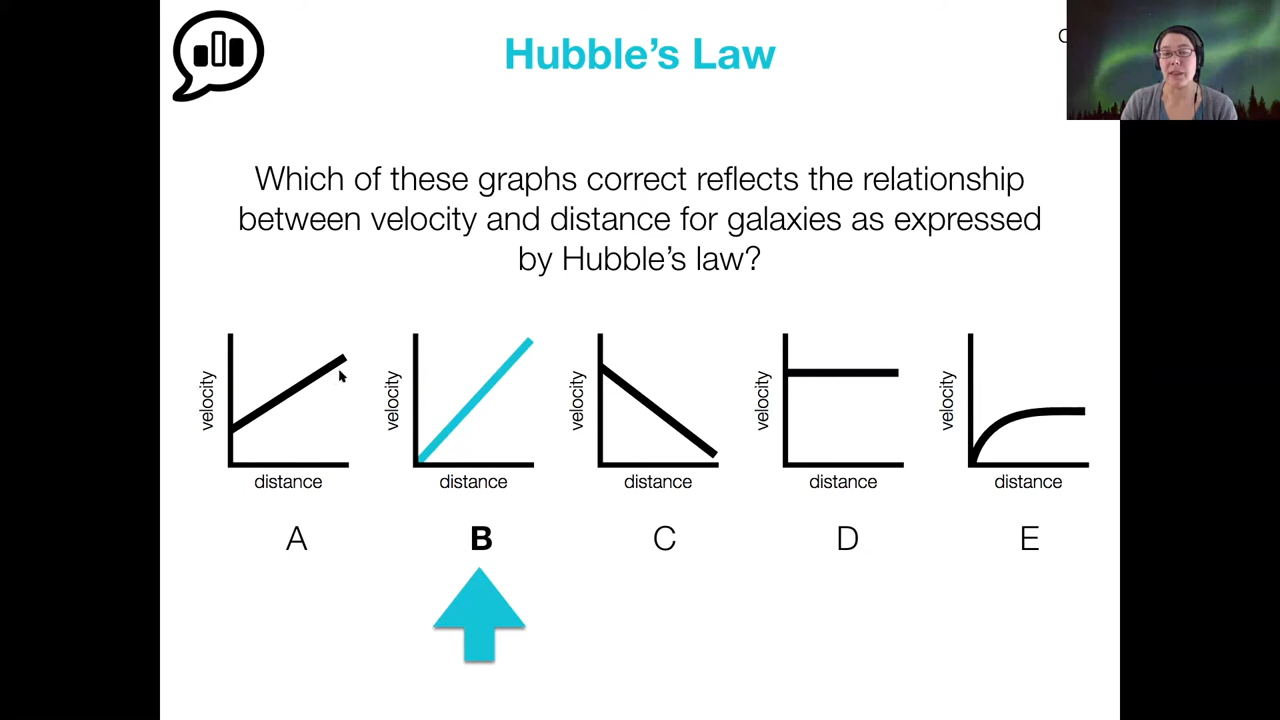 Hubble's Law
Which of these graphs correct reflects the relationship
between velocity and distance for galaxies as expressed
by Hubble's law?
velocity
distance
A
velocity
distance
B
velocity
distance
C
velocity
distance
D
velocity
distance
E